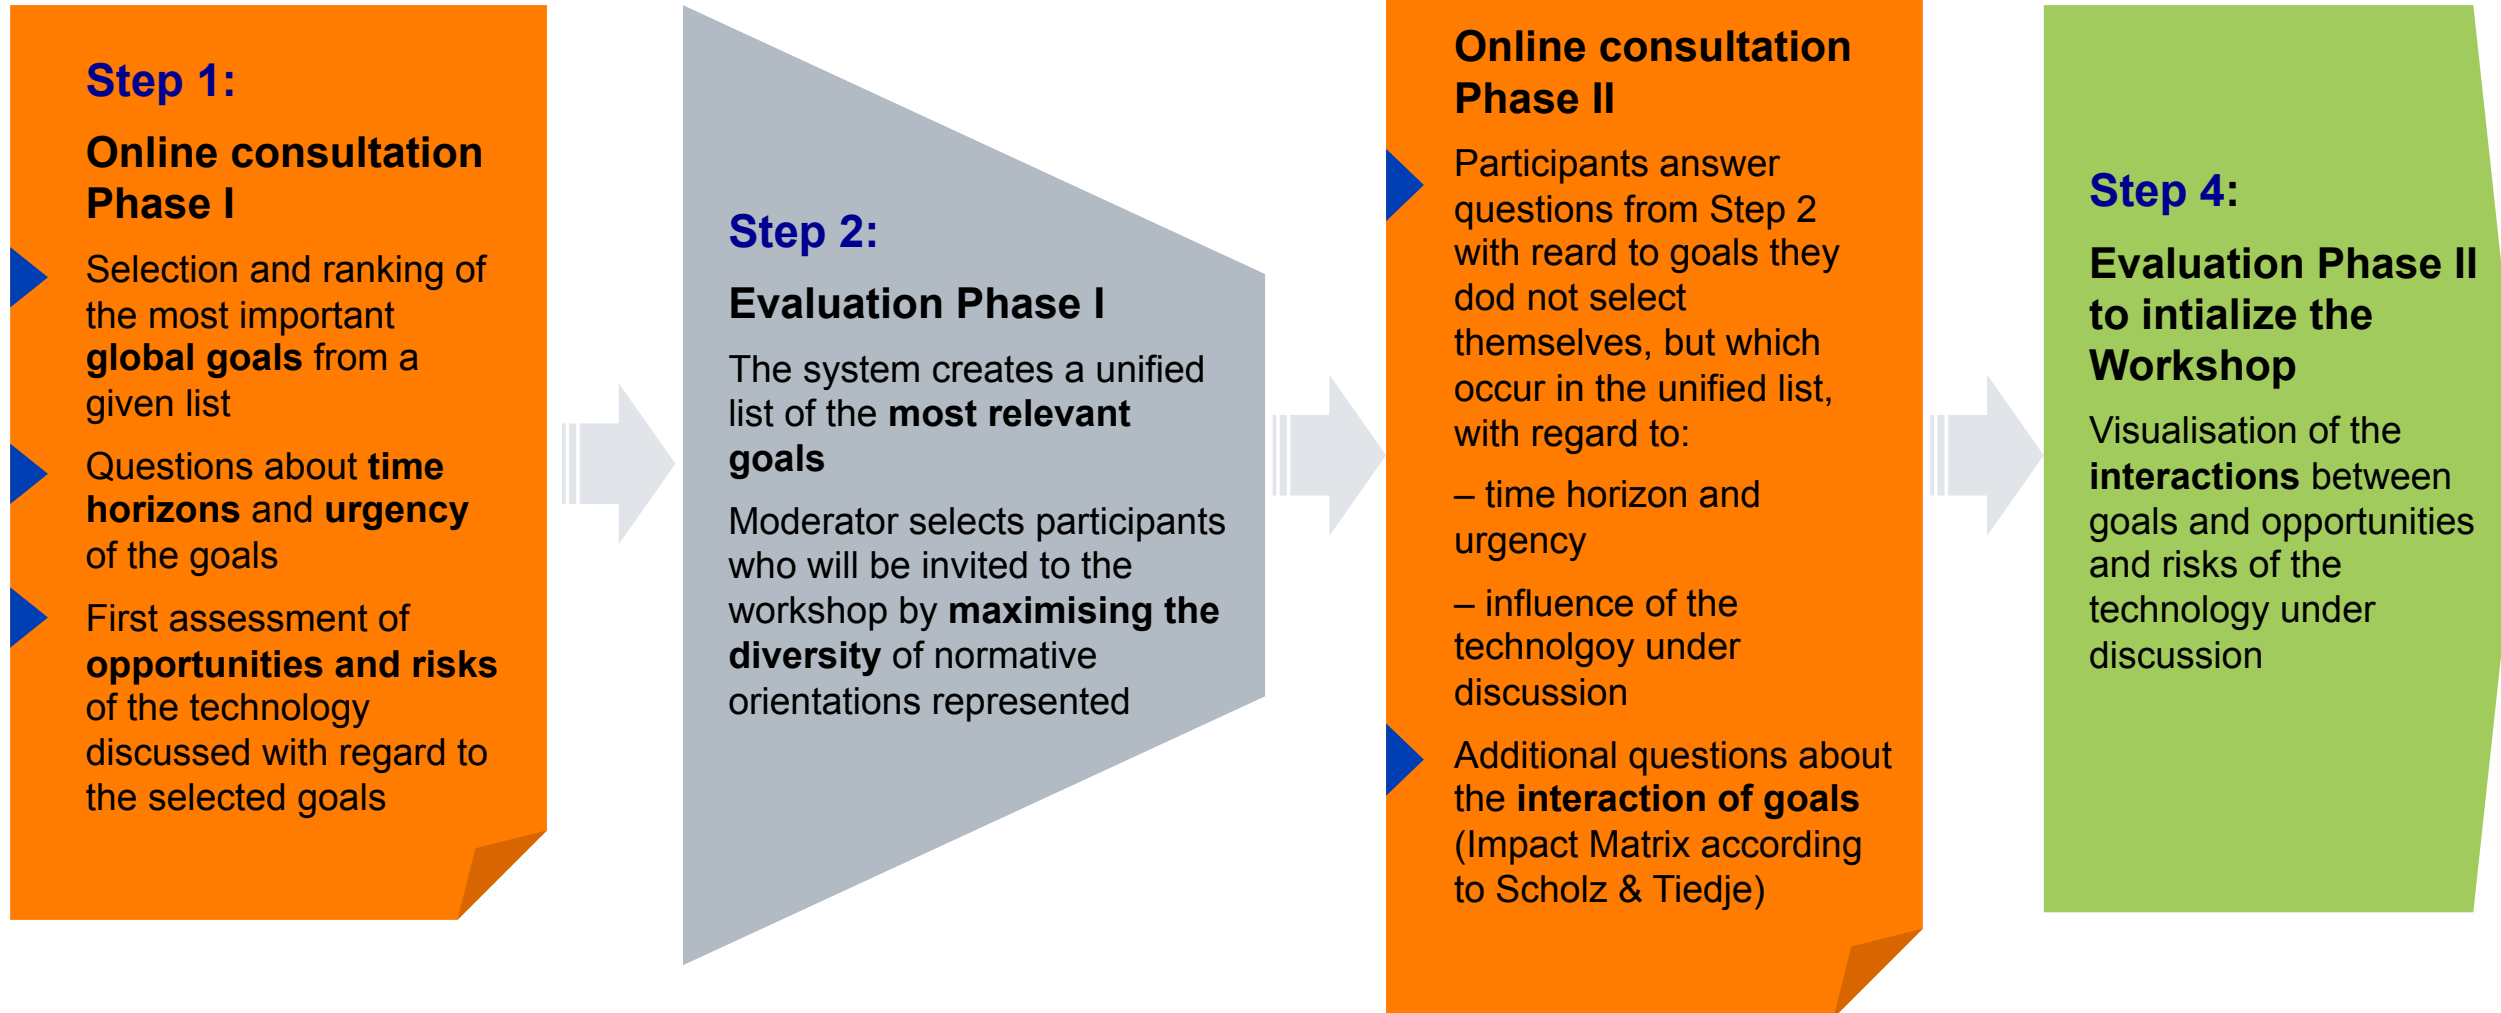 Step 1:
Online consultation
Phase I
Selection and ranking of
the most important
global goals from a
given list
Questions about time
horizons and urgency
of the goals
First assessment of
opportunities and risks
of the technology
discussed with regard to
the selected goals
Step 2:
Evaluation Phase I
The system creates a unified
list of the most relevant
goals
Moderator selects participants
who will be invited to the
workshop by maximising the
diversity of normative
orientations represented
Online consultation
Phase II
Participants answer
questions from Step 2
with reard to goals they
dod not select
themselves, but which
occur in the unified list,
with regard to:
– time horizon and
urgency
– influence of the
technolgoy under
discussion
Additional questions about
the interaction of goals
(Impact Matrix according
to Scholz & Tiedje)
Step 4:
Evaluation Phase II
to intialize the
Workshop
Visualisation of the
interactions between
goals and opportunities
and risks of the
technology under
discussion